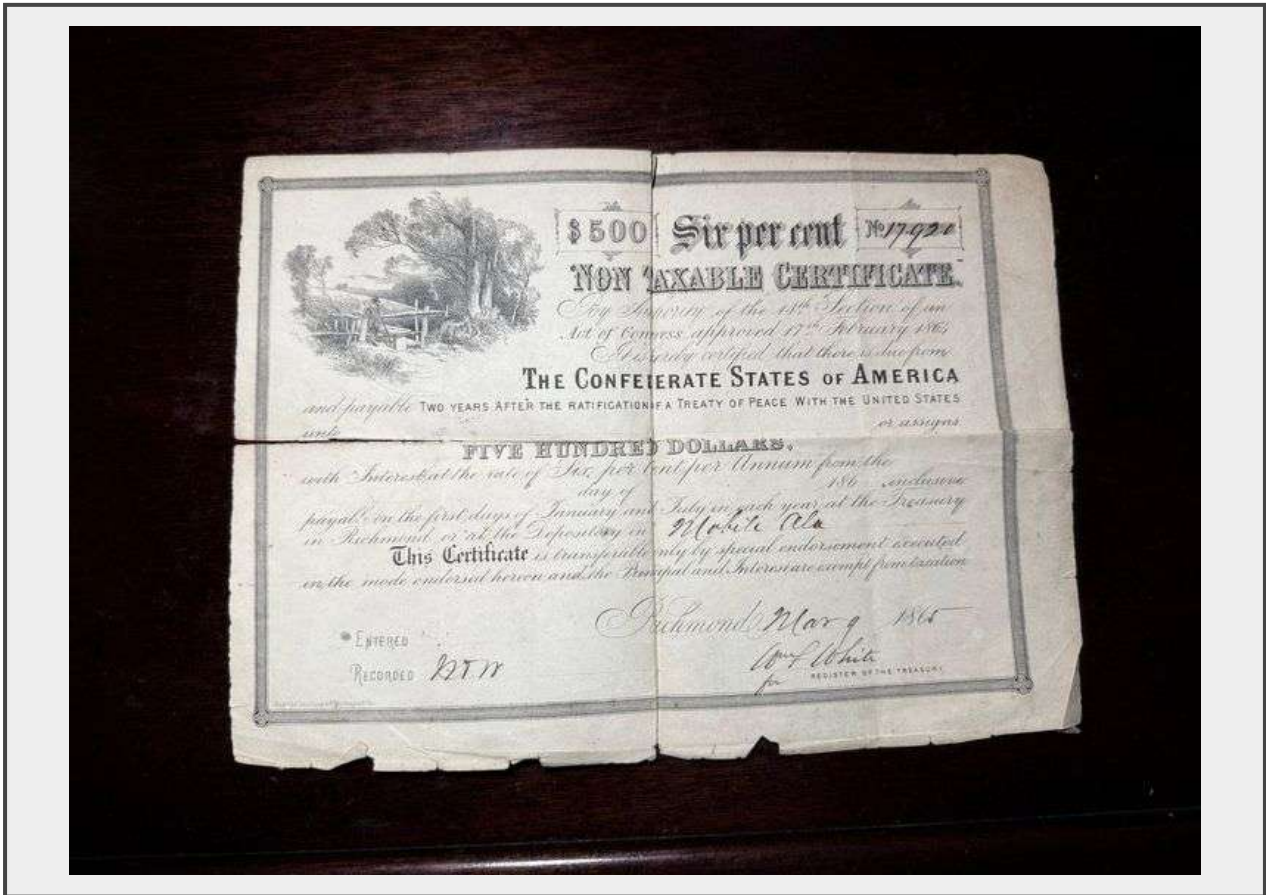 $500 Six per cent No 17920
NON TAXABLE CERTIFICATE.
By Authority of the 14th Section of an
Act of Congress approved 17th February 1864
It is hereby certified that there is due from
THE CONFEDERATE STATES OF AMERICA
and payable TWO YEARS AFTER THE RATIFICATION OF A TREATY OF PEACE WITH THE UNITED STATES
unto or assigns
FIVE HUNDRED DOLLARS,
with Interest at the rate of Six per Cent per Annum from the
day of 186 inclusive
payable on the first days of January and July in each year at the Treasury
in Richmond or at the Depository in Mobile Ala
This Certificate is transferable only by special endorsement executed
in the mode endorsed hereon and the Principal and Interest are exempt from taxation
Richmond, Mar 9 1865
ENTERED
RECORDED
White
for REGISTER OF THE TREASURY